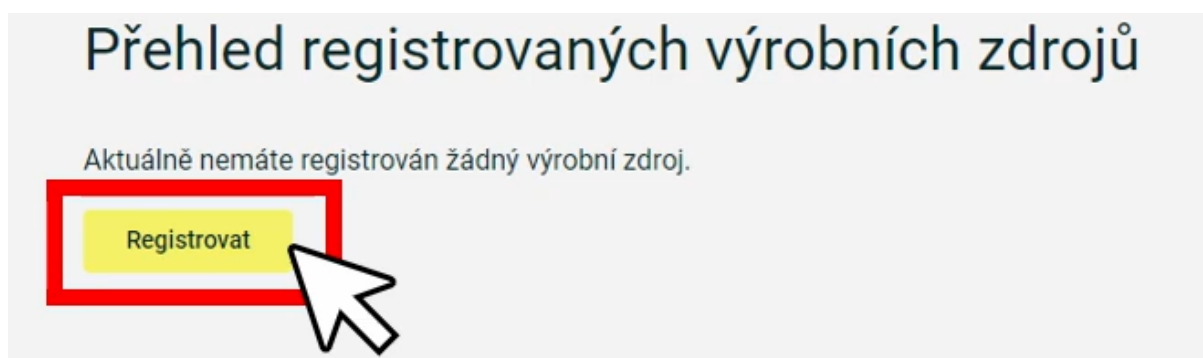 Přehled registrovaných výrobních zdrojů
Aktuálně nemáte registrován žádný výrobní zdroj.
Registrovat